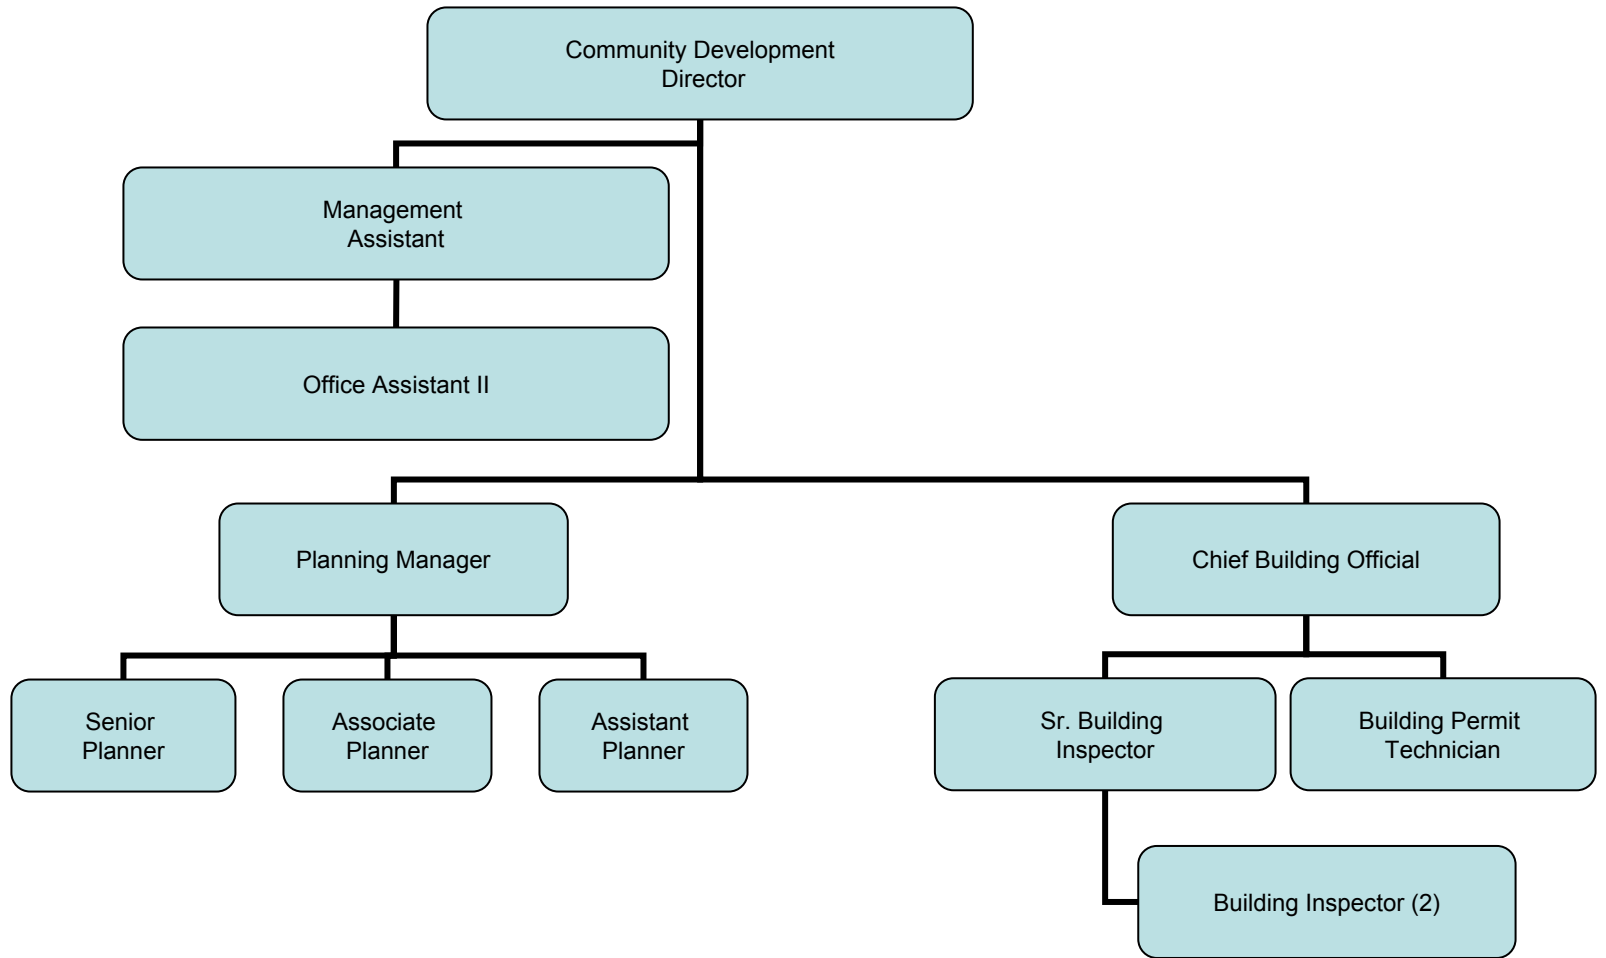 Community Development
Director
Management
Assistant
Office Assistant II
Planning Manager
Chief Building Official
Senior
Planner
Associate
Planner
Assistant
Planner
Sr. Building
Inspector
Building Permit
Technician
Building Inspector (2)